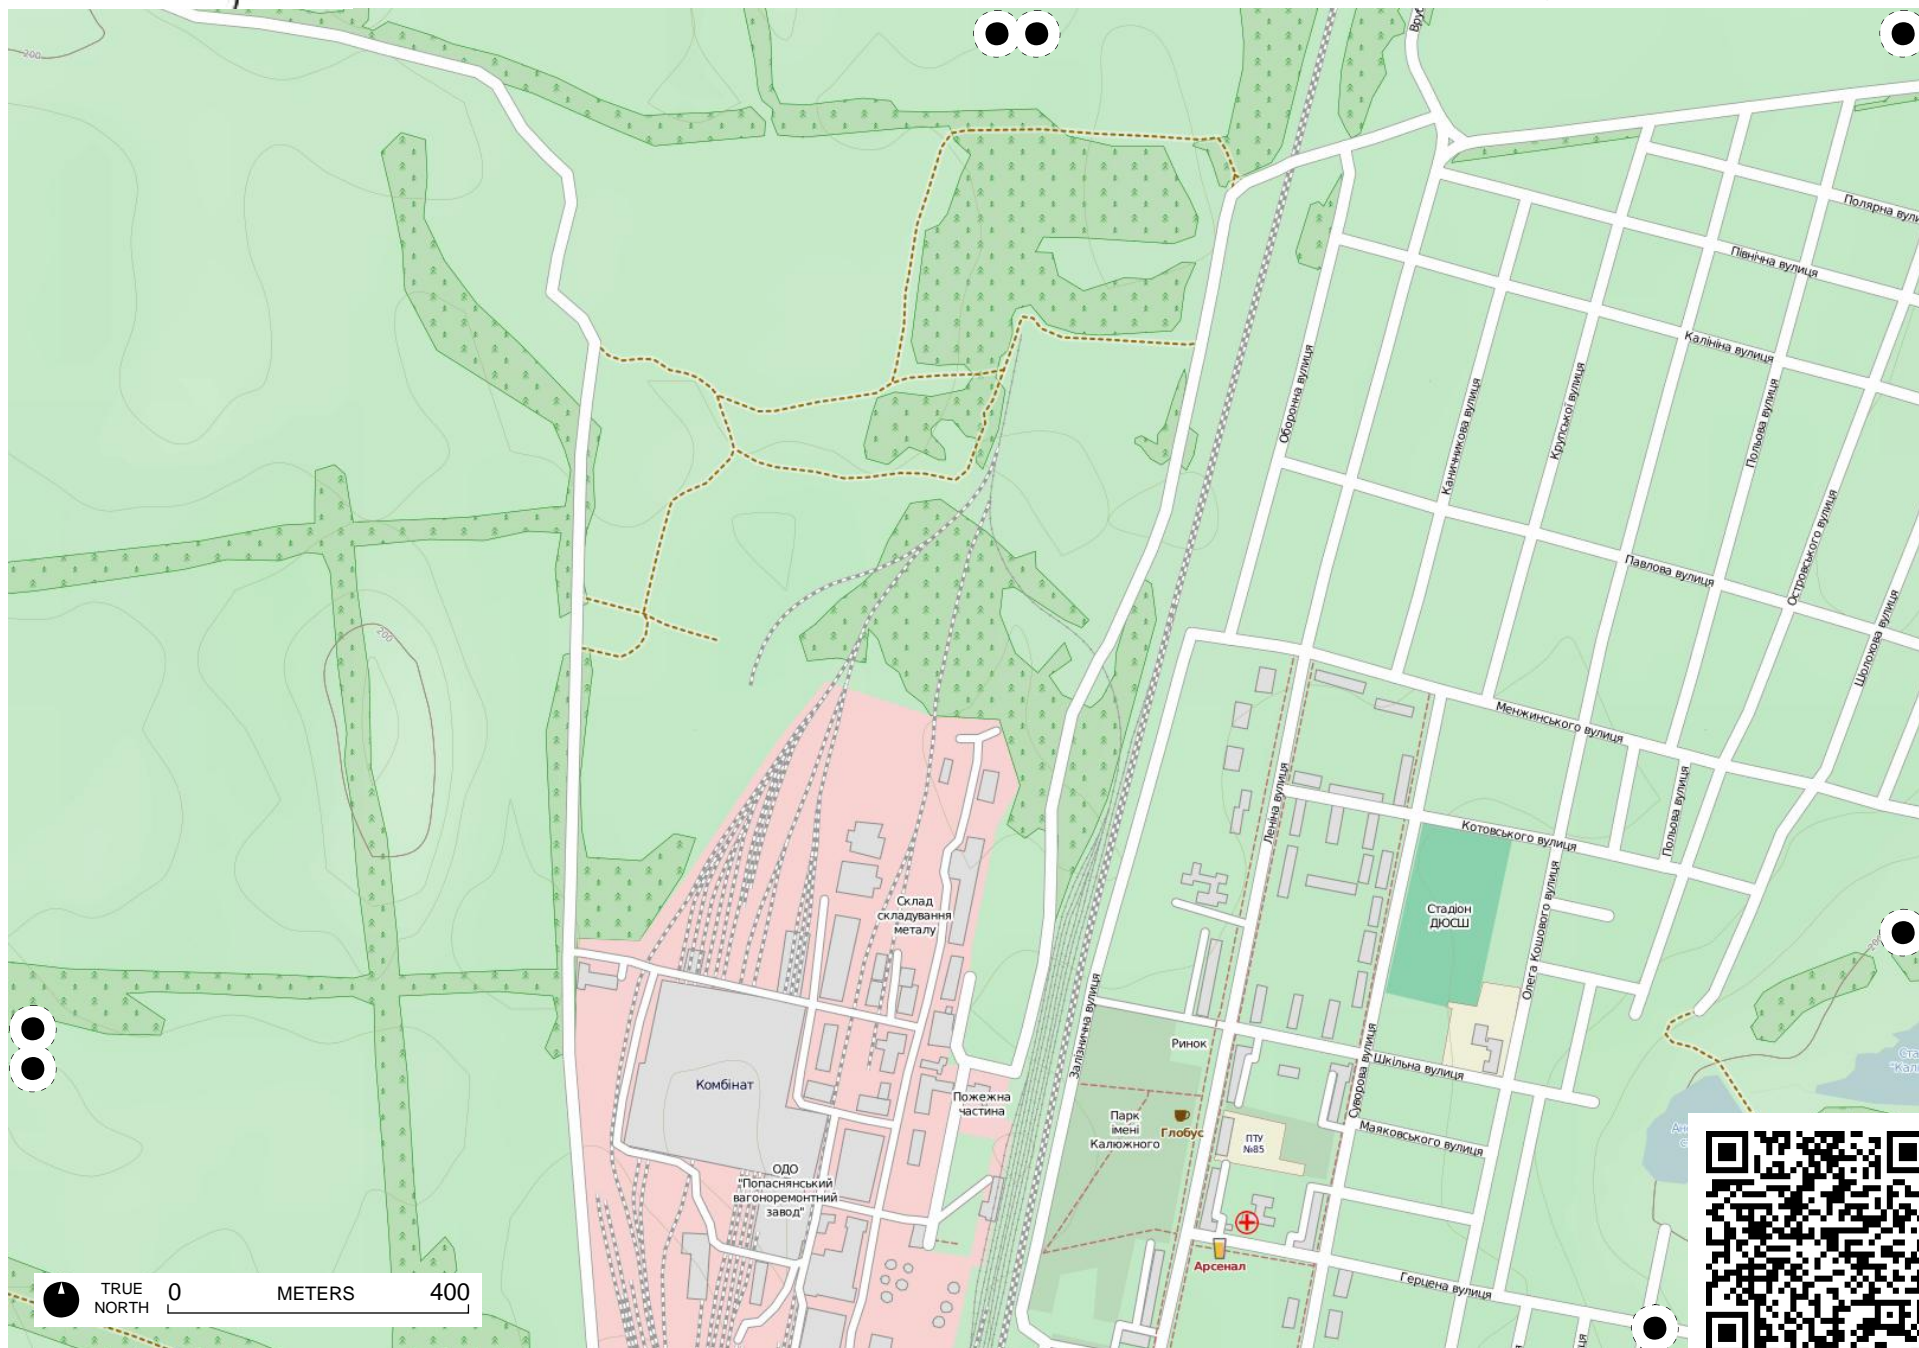 200
Полярна
Північна вулиця
Калініна вулиця
Оборонна вулиця
Каничникова вулиця
Крупської вулиця
Польова вулиця
Островського вулиця
Павлова вулиця
Шолохова вулиця
200
Менжинського вулиця
Леніна вулиця
Польова вулиця
Котовського вулиця
Склад
складування
металу
Стадіон
ДЮСШ
Олега Кошового вулиця
Залізнична вулиця
Ринок
Суворова вулиця
Шкільна вулиця
Комбінат
Пожежна
частина
Парк
імені
Калюжного
Глобус
ПТУ
№85
Маяковського вулиця
ОДО
"Попаснянський
вагоноремонтний
завод"
Арсенал
Герцена вулиця
TRUE
NORTH
0 METERS 400